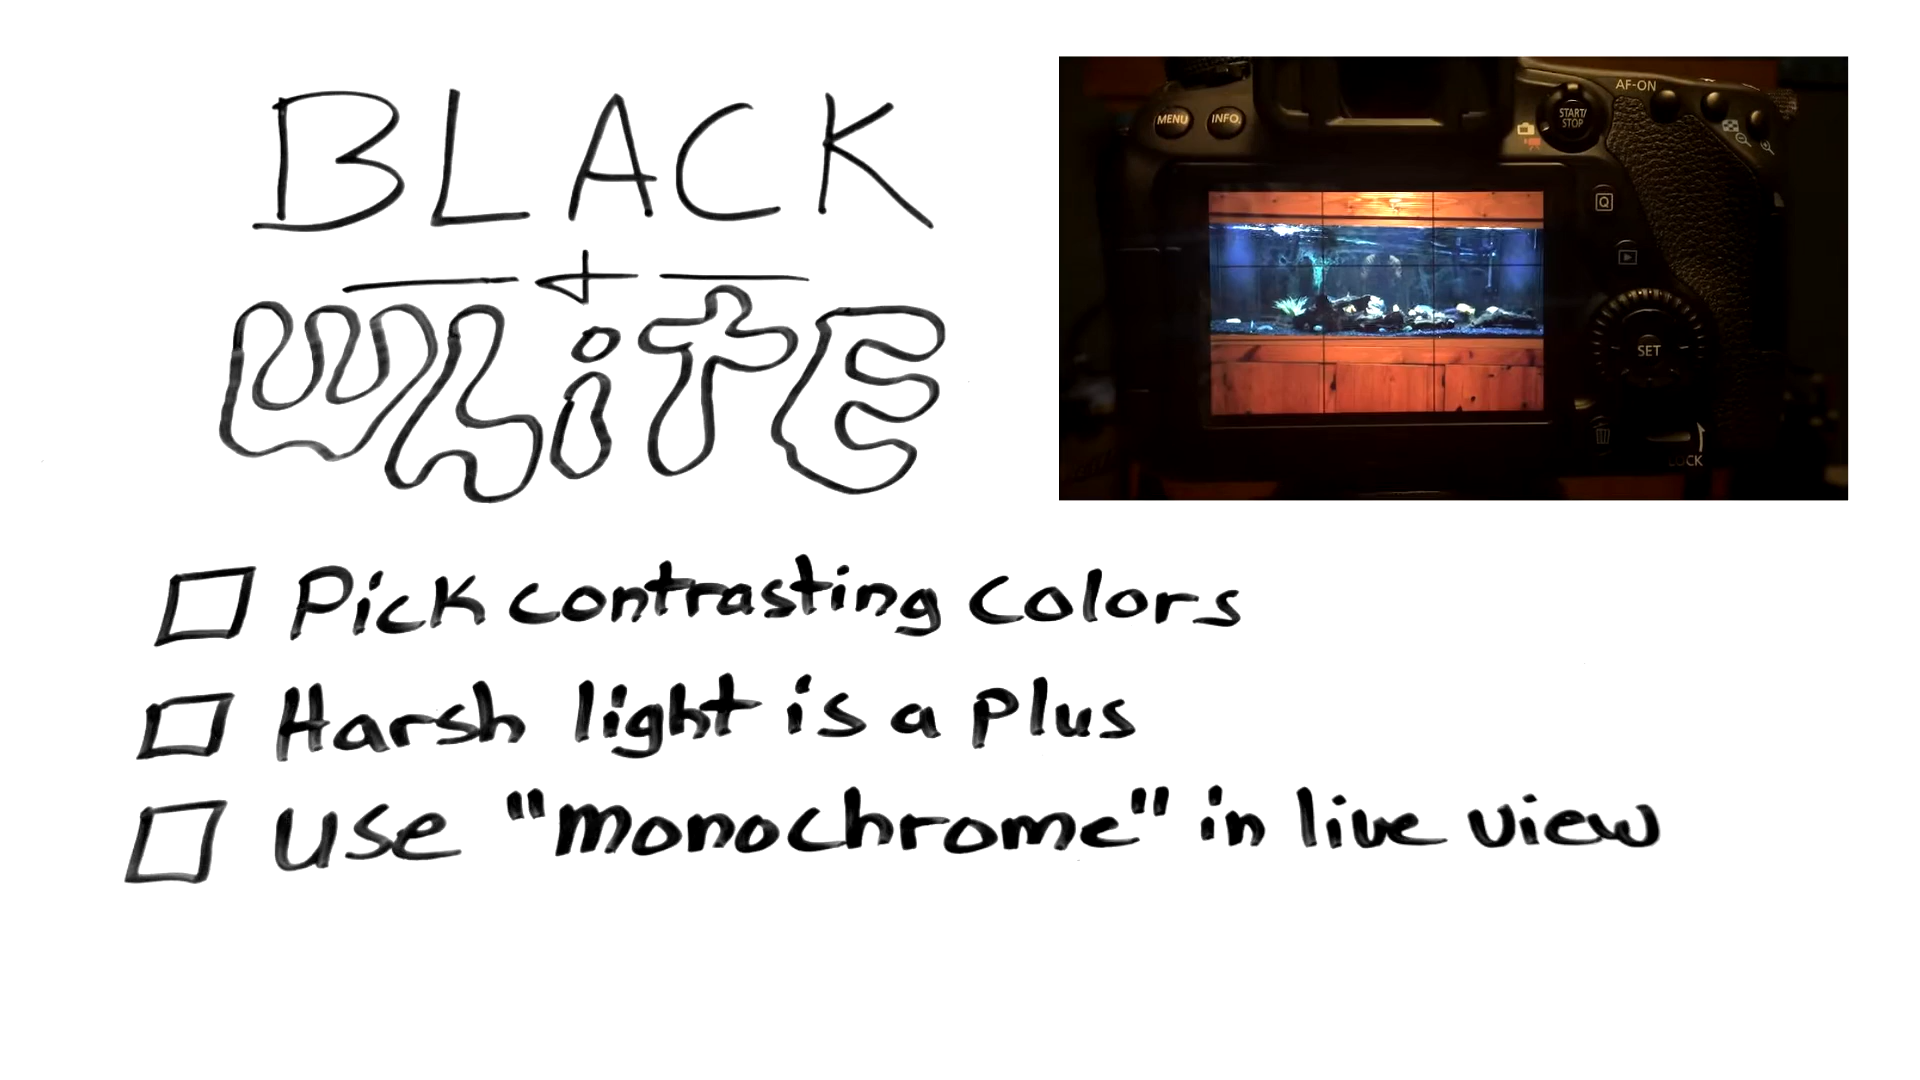 BLACK
+
WhiTE
Pick contrasting colors
Harsh light is a plus
use "monochrome" in live view
AF-ON
MENU
INFO.
START/
STOP
Q
SET